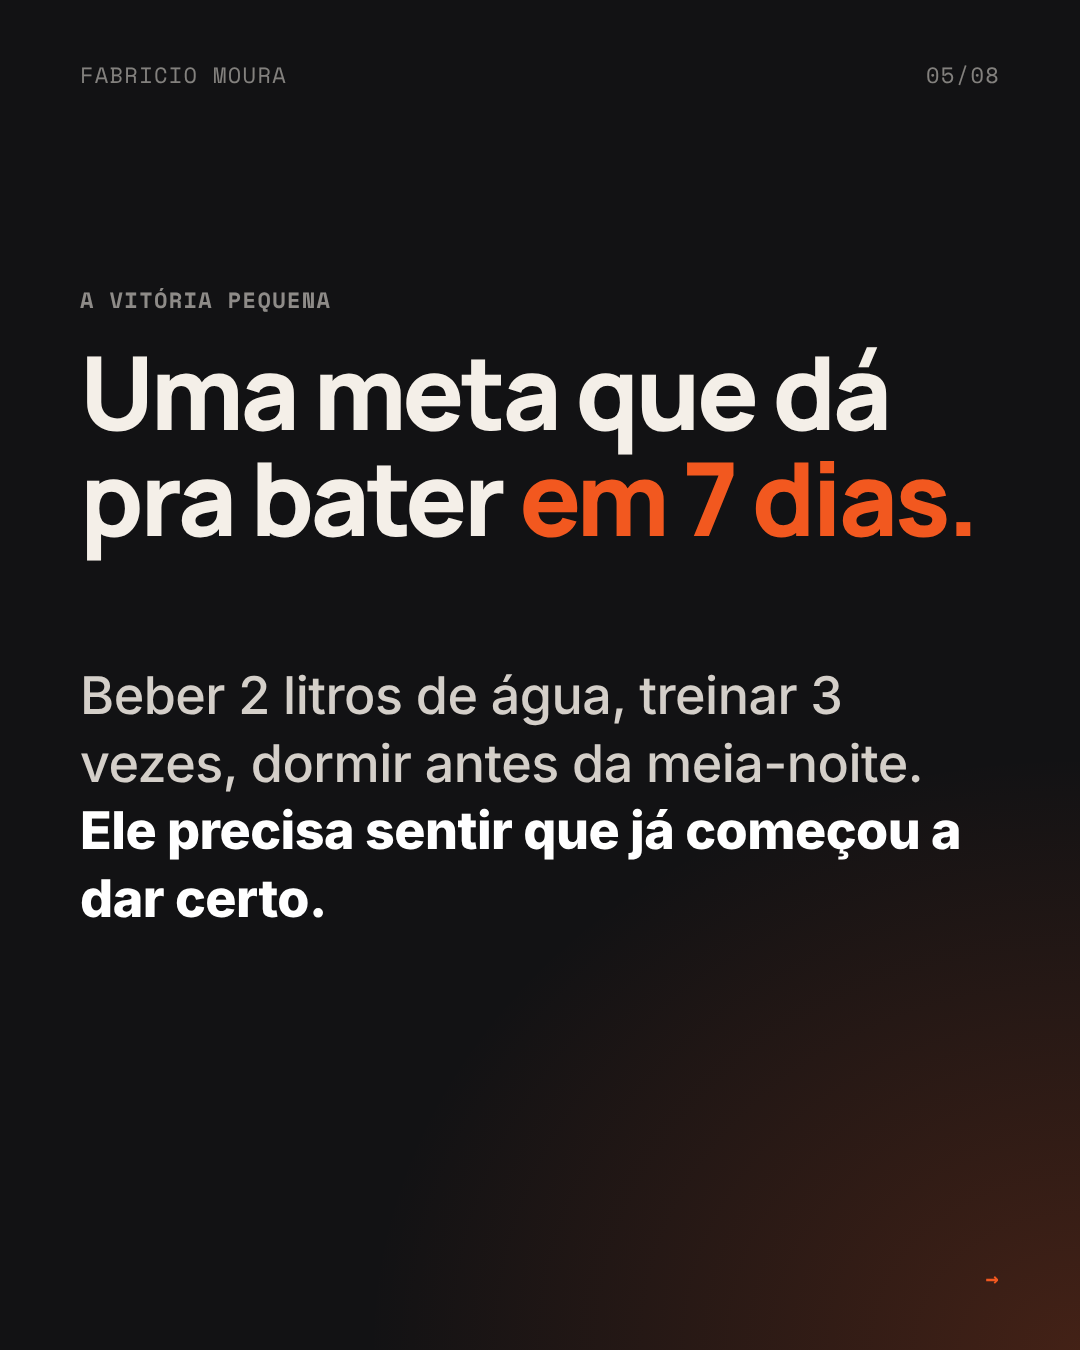 FABRICIO MOURA
05/08
A VITÓRIA PEQUENA
Uma meta que dá
pra bater em 7 dias.
Beber 2 litros de água, treinar 3
vezes, dormir antes da meia-noite.
Ele precisa sentir que já começou a
dar certo.
→